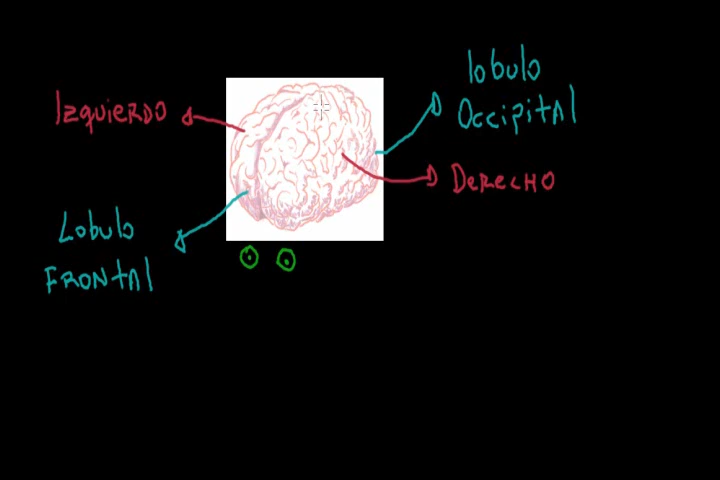 lobulo
Occipital
Izquierdo
Derecho
Lobulo
Frontal